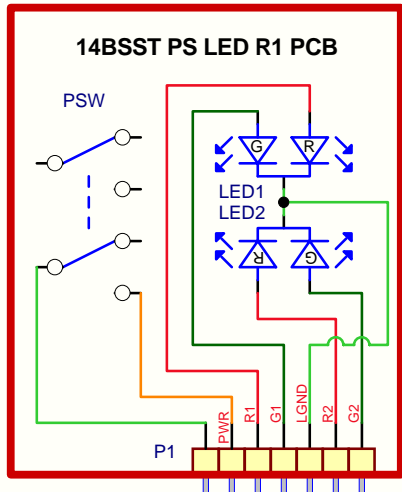 14BSST PS LED R1 PCB
PSW
G R
LED1
LED2
R G
PWR R1 G1 LGND R2 G2
P1